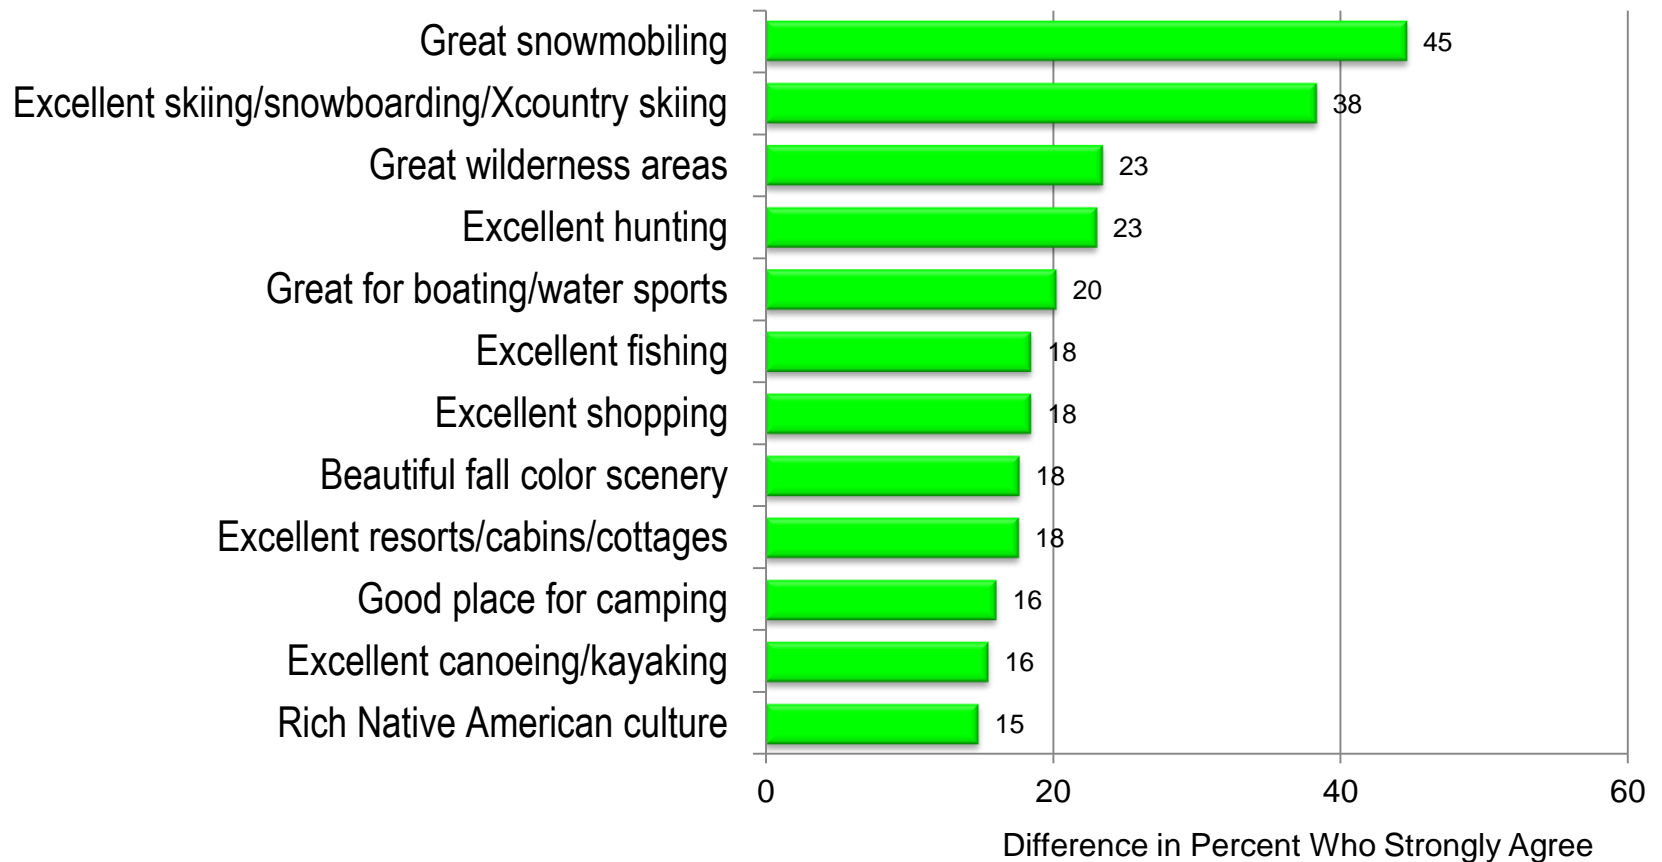 Great snowmobiling 45
Excellent skiing/snowboarding/Xcountry skiing 38
Great wilderness areas 23
Excellent hunting 23
Great for boating/water sports 20
Excellent fishing 18
Excellent shopping 18
Beautiful fall color scenery 18
Excellent resorts/cabins/cottages 18
Good place for camping 16
Excellent canoeing/kayaking 16
Rich Native American culture 15
0 20 40 60
Difference in Percent Who Strongly Agree